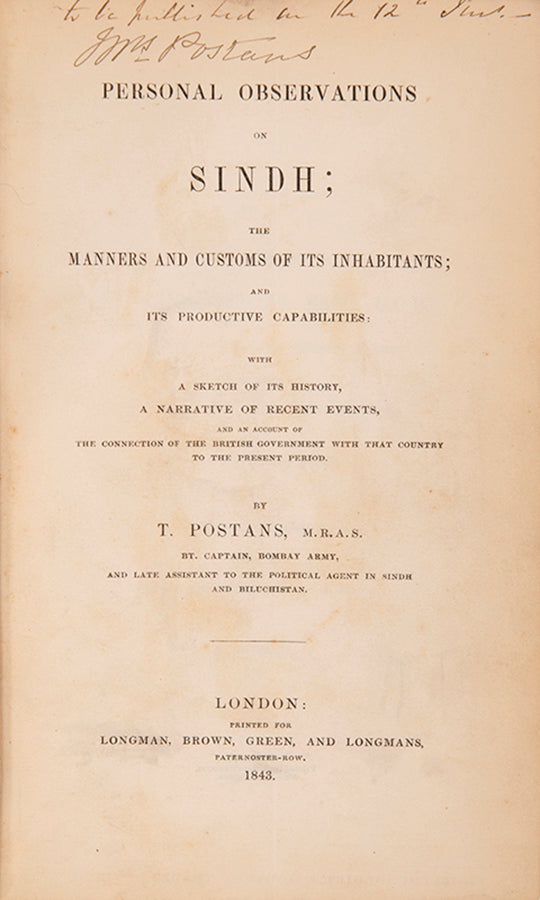 to be published on the 12th Inst.—
Postans
PERSONAL OBSERVATIONS
ON
SINDH;
THE
MANNERS AND CUSTOMS OF ITS INHABITANTS;
AND
ITS PRODUCTIVE CAPABILITIES:
WITH
A SKETCH OF ITS HISTORY,
A NARRATIVE OF RECENT EVENTS,
AND AN ACCOUNT OF
THE CONNECTION OF THE BRITISH GOVERNMENT WITH THAT COUNTRY
TO THE PRESENT PERIOD.
BY
T. POSTANS, M.R.A.S.
BT. CAPTAIN, BOMBAY ARMY,
AND LATE ASSISTANT TO THE POLITICAL AGENT IN SINDH
AND BILUCHISTAN.
LONDON:
PRINTED FOR
LONGMAN, BROWN, GREEN, AND LONGMANS,
PATERNOSTER-ROW.
1843.